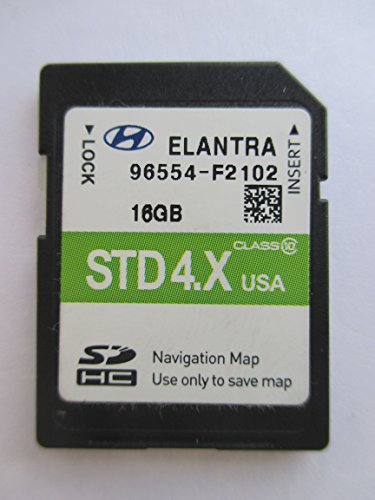 ◄ LOCK
ELANTRA
96554-F2102
16GB
INSERT ►
CLASS 10
STD 4.X USA
SD
HC
Navigation Map
Use only to save map